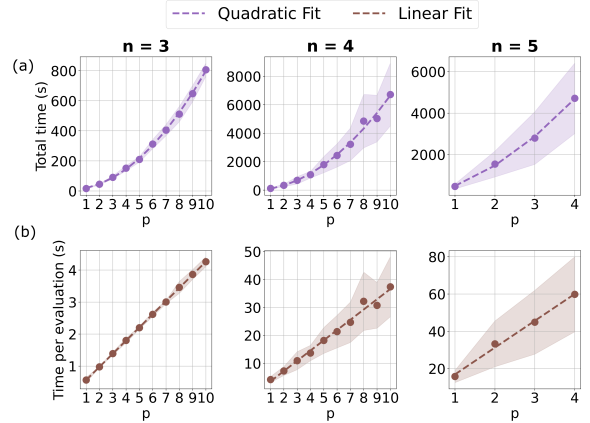 Quadratic Fit Linear Fit
n = 3 n = 4 n = 5
(a)
Total time (s)
800
600
400
200
0
1 2 3 4 5 6 7 8 9 10
p
8000
6000
4000
2000
0
1 2 3 4 5 6 7 8 9 10
p
6000
4000
2000
1 2 3 4
p
(b)
Time per evaluation (s)
4
3
2
1
1 2 3 4 5 6 7 8 9 10
p
50
40
30
20
10
1 2 3 4 5 6 7 8 9 10
p
80
60
40
20
1 2 3 4
p